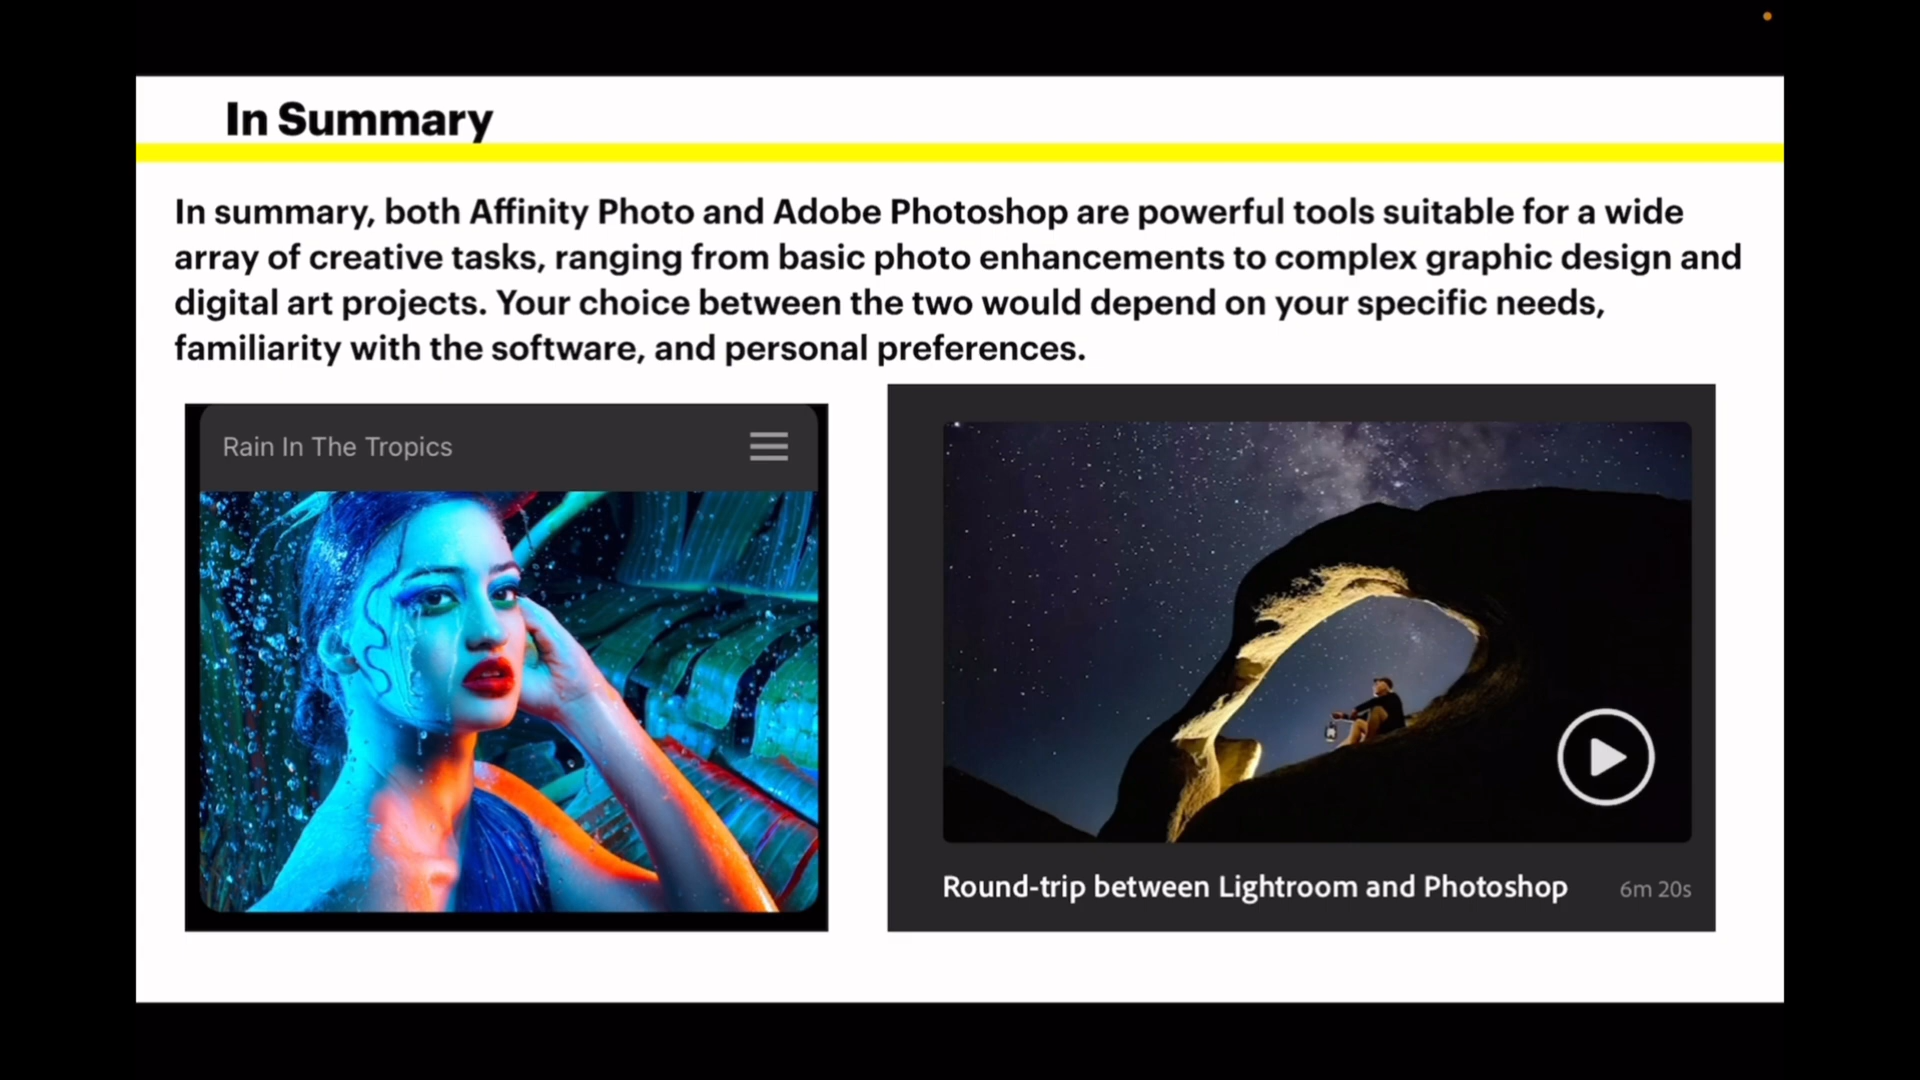 In Summary
In summary, both Affinity Photo and Adobe Photoshop are powerful tools suitable for a wide
array of creative tasks, ranging from basic photo enhancements to complex graphic design and
digital art projects. Your choice between the two would depend on your specific needs,
familiarity with the software, and personal preferences.
Rain In The Tropics
Round-trip between Lightroom and Photoshop 6m 20s